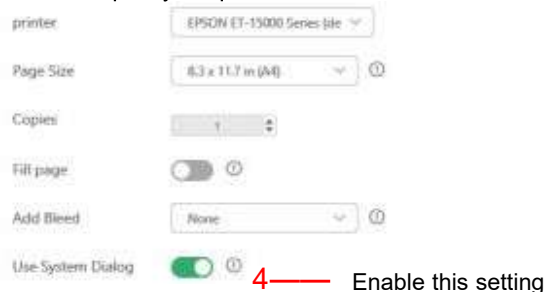 printer EPSON ET-15000 Series (de
Page Size 8.3 x 11.7 in (A4)
Copies 1
Fill page
Add Bleed None
Use System Dialog
4 Enable this setting